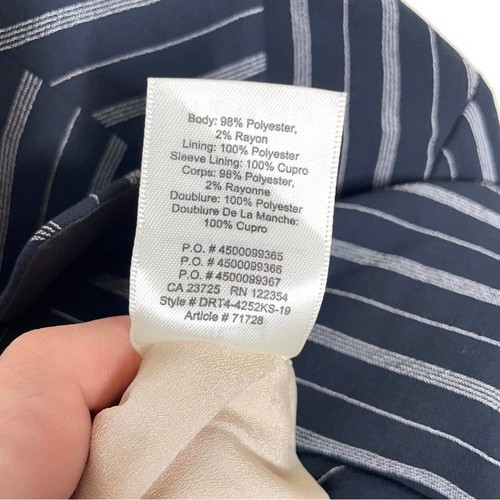 Body: 98% Polyester,
2% Rayon
Lining: 100% Polyester
Sleeve Lining: 100% Cupro
Corps: 98% Polyester,
2% Rayonne
Doublure: 100% Polyester
Doublure De La Manche:
100% Cupro
P.O. # 4500099365
P.O. # 4500099366
P.O. # 4500099367
CA 23725 RN 122354
Style # DRT4-4252KS-19
Article # 71728